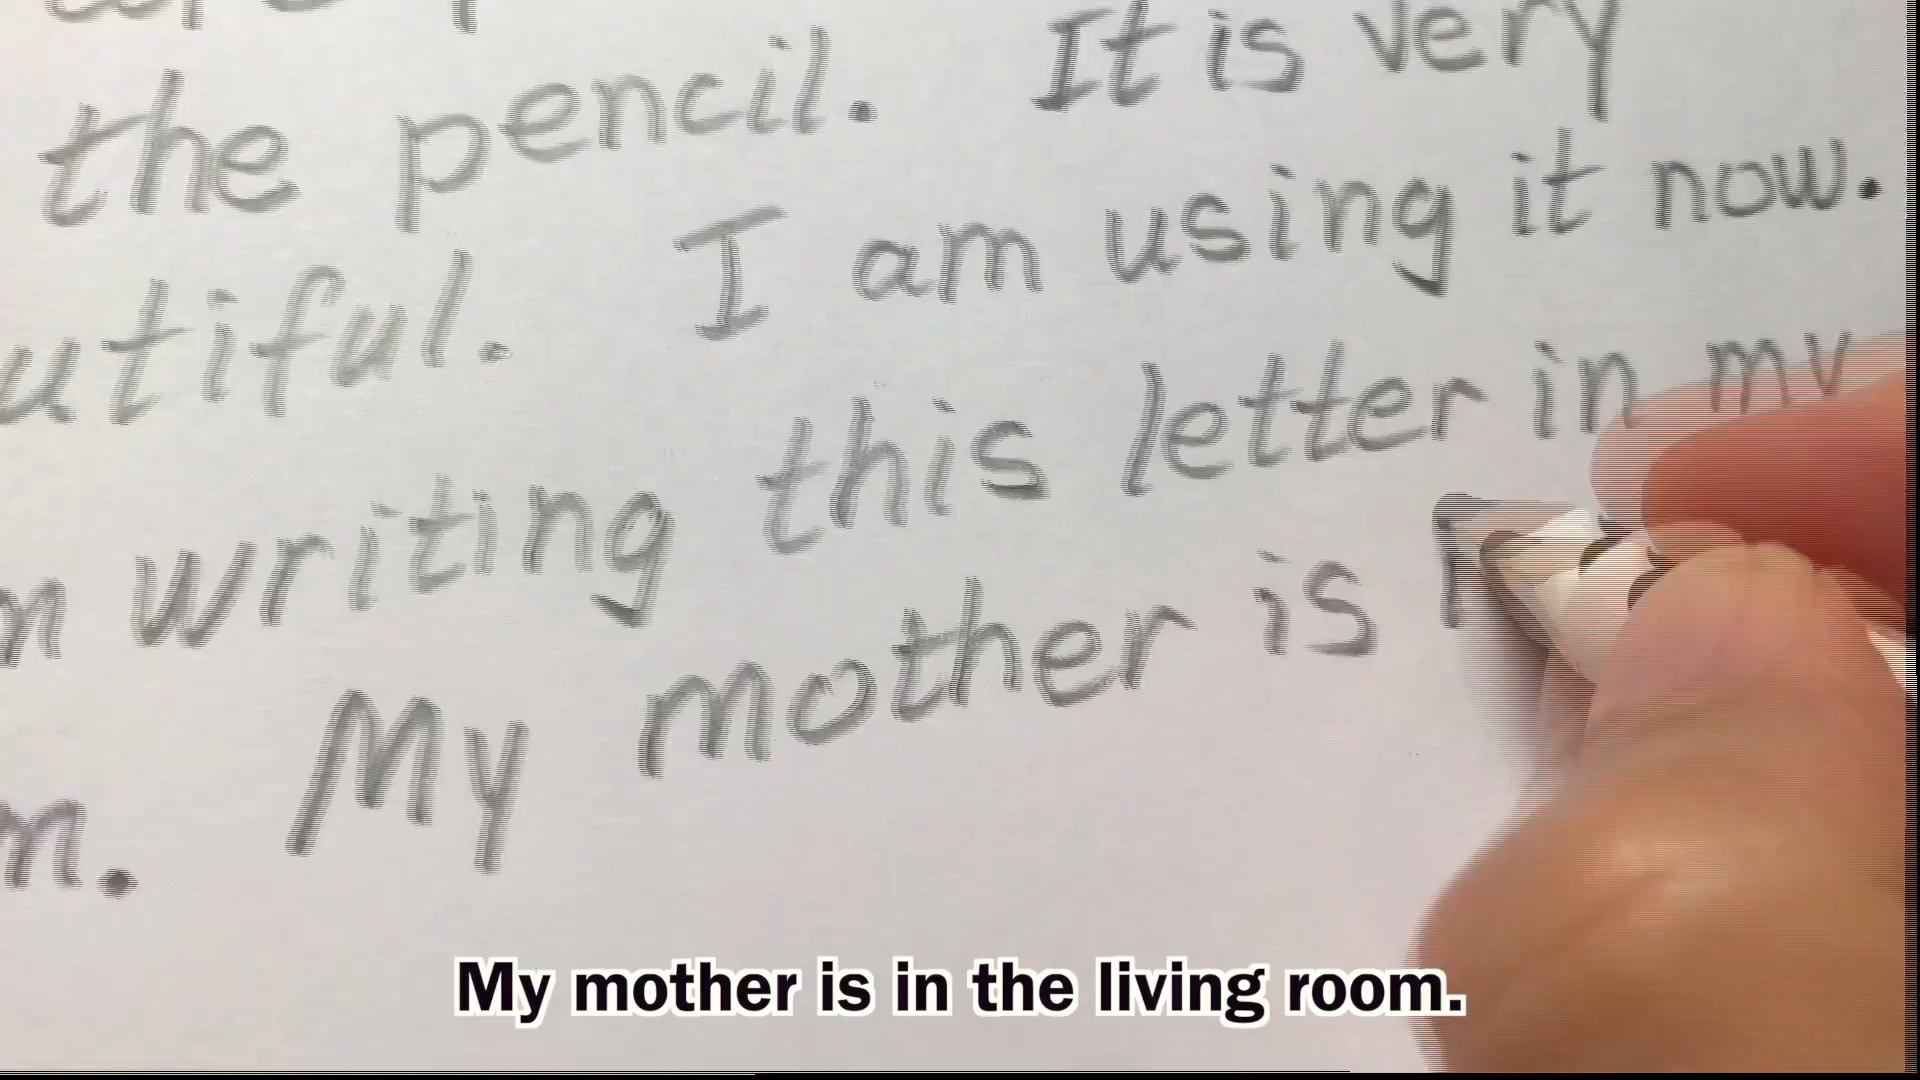 the pencil. It is very
utiful. I am using it now.
n writing this letter in my
m. My mother is
My mother is in the living room.